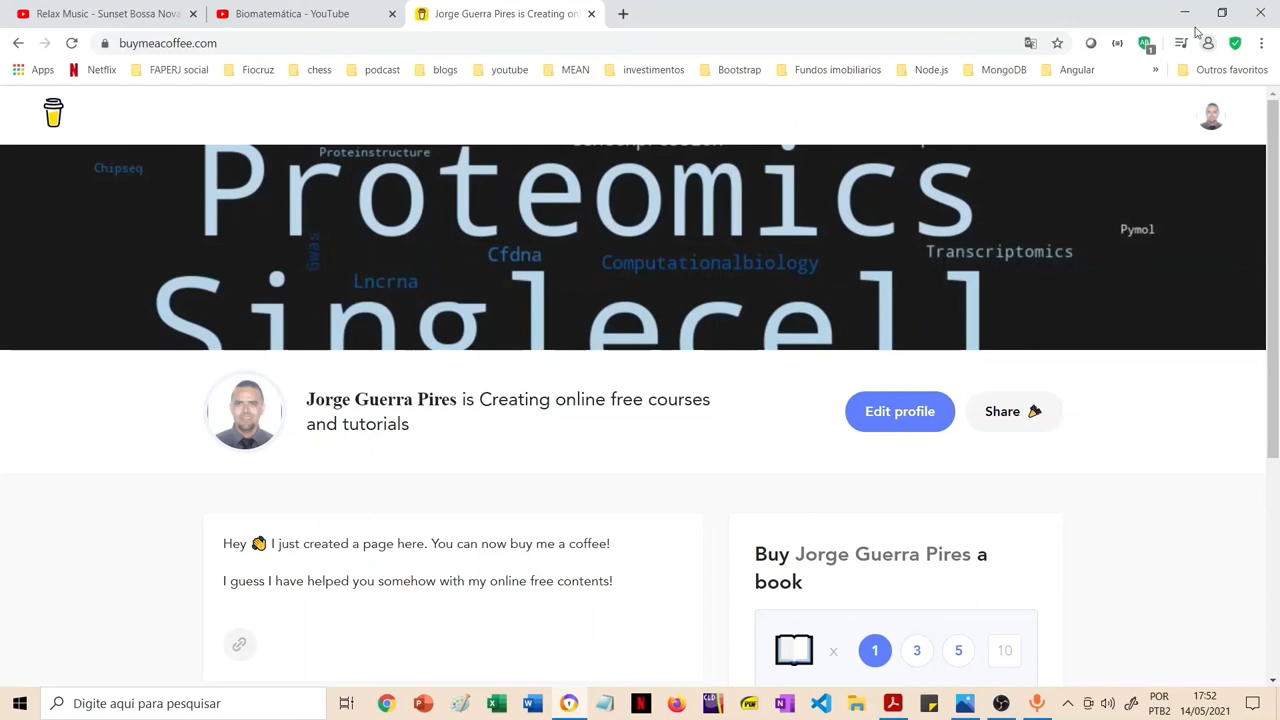 Relax Music - Sunset Bossa Nova
Biomatemática - YouTube
Jorge Guerra Pires is Creating on
buymeacoffee.com
1
Apps
Netflix
FAPERJ social
Fiocruz
chess
podcast
blogs
youtube
MEAN
investimentos
Bootstrap
Fundos imobiliarios
Node.js
MongoDB
Angular
»
Outros favoritos
Proteinstructure
Chipseq
Proteomics
Pymol
Gwas
Cfdna
Transcriptomics
Computationalbiology
Lncrna
Singlecell
Jorge Guerra Pires is Creating online free courses
and tutorials
Edit profile
Share
Hey 👏 I just created a page here. You can now buy me a coffee!
I guess I have helped you somehow with my online free contents!
Buy Jorge Guerra Pires a
book
x 1 3 5 10
Digite aqui para pesquisar
POR
PTB2
17:52
14/05/2021